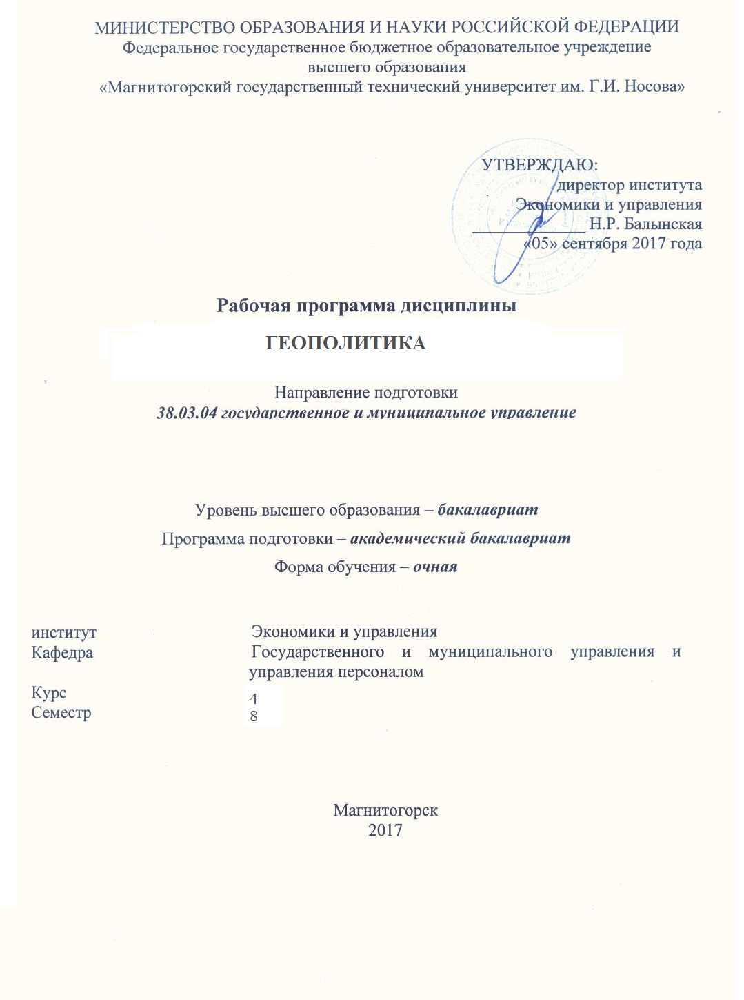 МИНИСТЕРСТВО ОБРАЗОВАНИЯ И НАУКИ РОССИЙСКОЙ ФЕДЕРАЦИИ
Федеральное государственное бюджетное образовательное учреждение
высшего образования
«Магнитогорский государственный технический университет им. Г.И. Носова»
УТВЕРЖДАЮ:
директор института
Экономики и управления
Н.Р. Балынская
«05» сентября 2017 года
Рабочая программа дисциплины
ГЕОПОЛИТИКА
Направление подготовки
38.03.04 государственное и муниципальное управление
Уровень высшего образования – бакалавриат
Программа подготовки – академический бакалавриат
Форма обучения – очная
институт Экономики и управления
Кафедра Государственного и муниципального управления и
управления персоналом
Курс 4
Семестр 8
Магнитогорск
2017